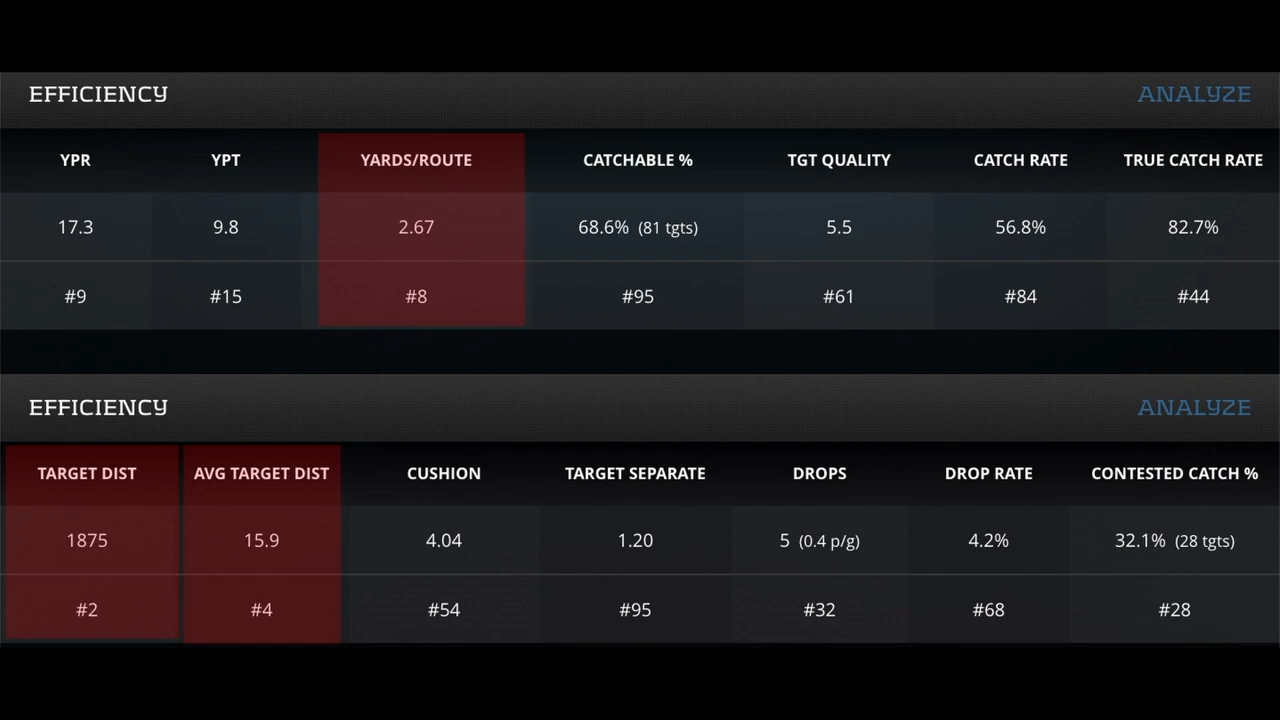 EFFICIENCY ANALYZE
YPR YPT YARDS/ROUTE CATCHABLE % TGT QUALITY CATCH RATE TRUE CATCH RATE
17.3 9.8 2.67 68.6% (81 tgts) 5.5 56.8% 82.7%
#9 #15 #8 #95 #61 #84 #44
EFFICIENCY ANALYZE
TARGET DIST AVG TARGET DIST CUSHION TARGET SEPARATE DROPS DROP RATE CONTESTED CATCH %
1875 15.9 4.04 1.20 5 (0.4 p/g) 4.2% 32.1% (28 tgts)
#2 #4 #54 #95 #32 #68 #28